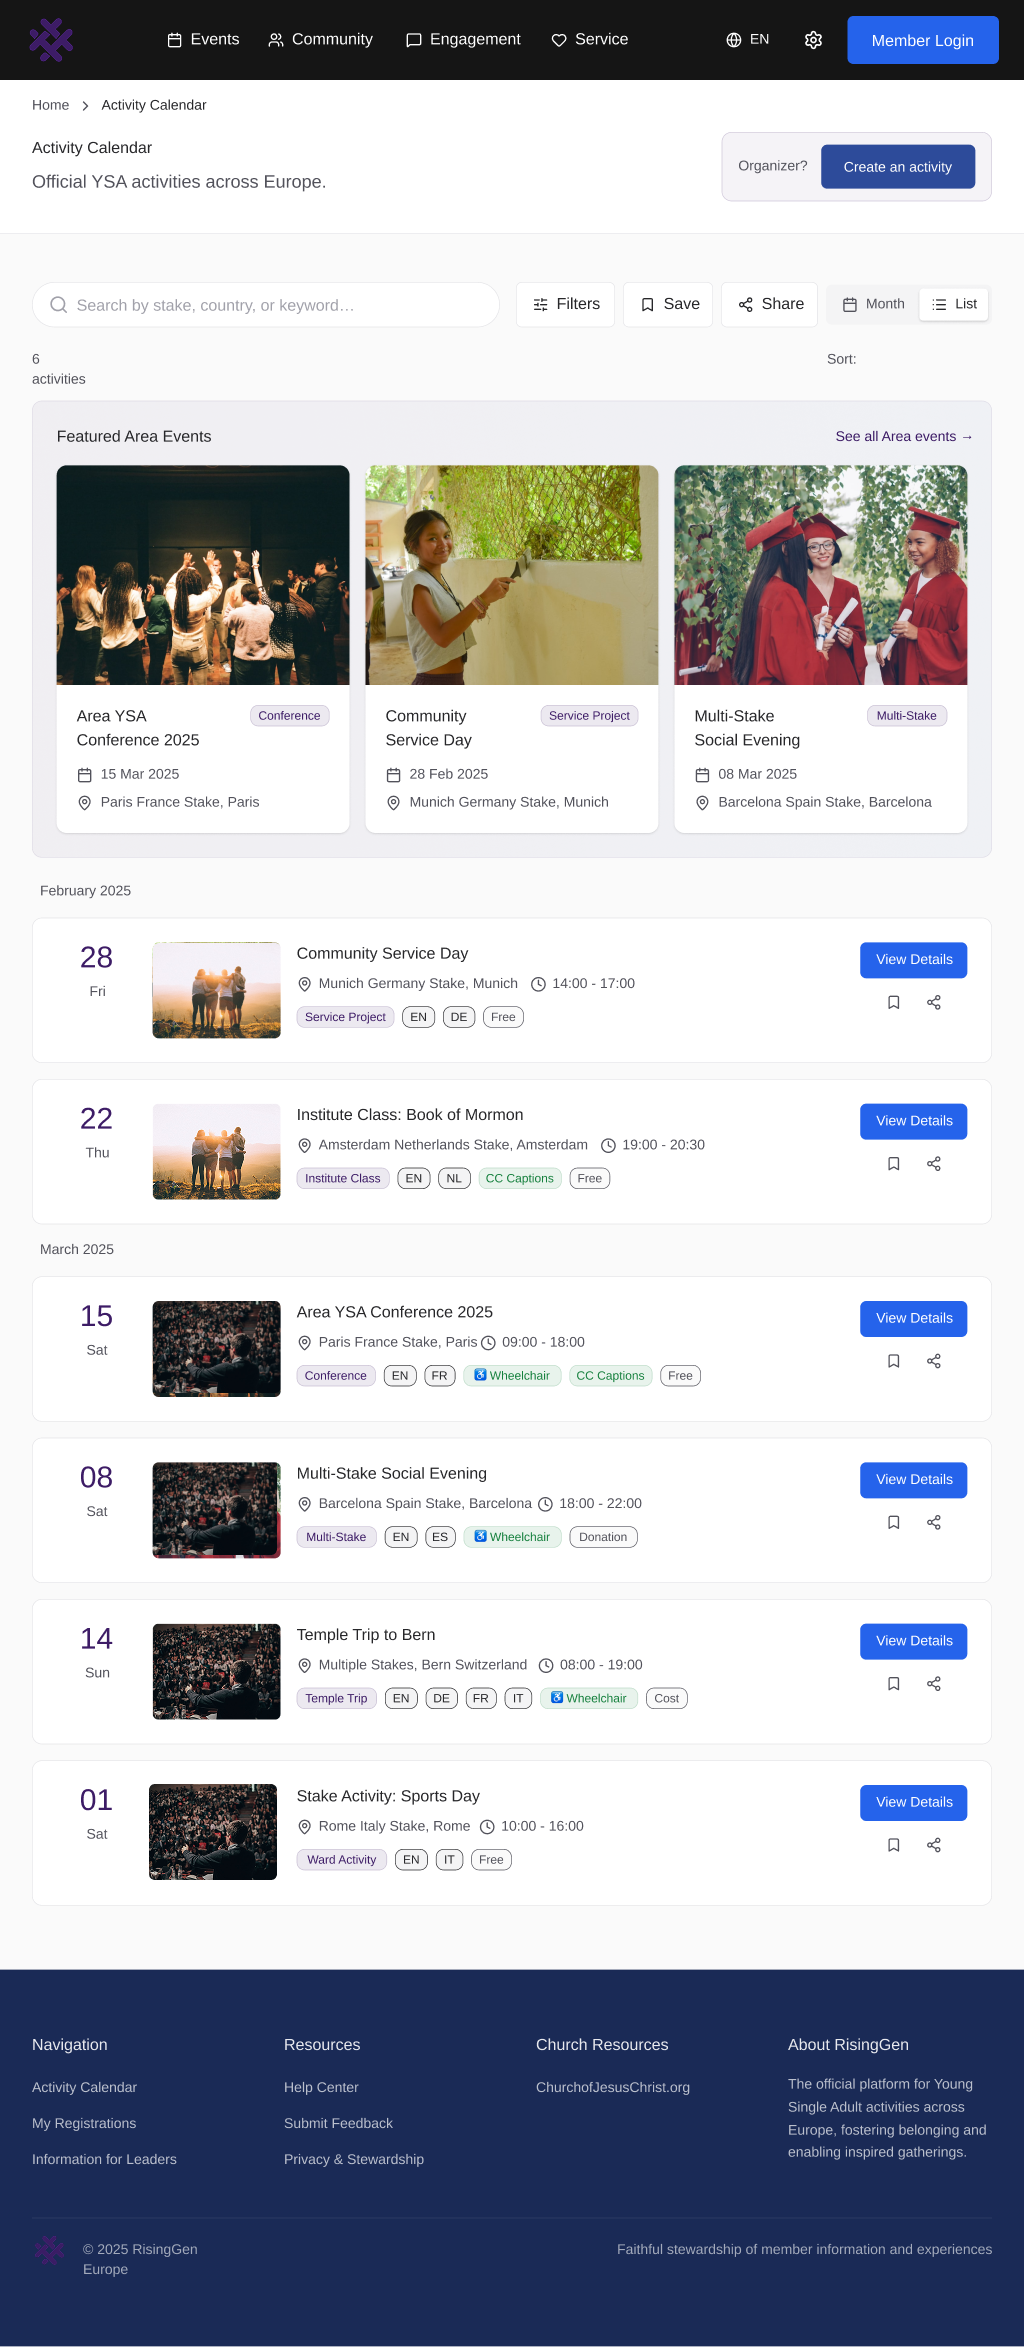 Events
Community
Engagement
Service
EN
Member Login
Home
Activity Calendar
Activity Calendar
Official YSA activities across Europe.
Organizer?
Create an activity
Search by stake, country, or keyword…
Filters
Save
Share
Month
List
6
activities
Sort:
Featured Area Events
See all Area events →
Area YSA
Conference 2025
Conference
15 Mar 2025
Paris France Stake, Paris
Community
Service Day
Service Project
28 Feb 2025
Munich Germany Stake, Munich
Multi-Stake
Social Evening
Multi-Stake
08 Mar 2025
Barcelona Spain Stake, Barcelona
February 2025
28
Fri
Community Service Day
Munich Germany Stake, Munich 14:00 - 17:00
Service Project EN DE Free
View Details
22
Thu
Institute Class: Book of Mormon
Amsterdam Netherlands Stake, Amsterdam 19:00 - 20:30
Institute Class EN NL CC Captions Free
View Details
March 2025
15
Sat
Area YSA Conference 2025
Paris France Stake, Paris 09:00 - 18:00
Conference EN FR ♿ Wheelchair CC Captions Free
View Details
08
Sat
Multi-Stake Social Evening
Barcelona Spain Stake, Barcelona 18:00 - 22:00
Multi-Stake EN ES ♿ Wheelchair Donation
View Details
14
Sun
Temple Trip to Bern
Multiple Stakes, Bern Switzerland 08:00 - 19:00
Temple Trip EN DE FR IT ♿ Wheelchair Cost
View Details
01
Sat
Stake Activity: Sports Day
Rome Italy Stake, Rome 10:00 - 16:00
Ward Activity EN IT Free
View Details
Navigation
Activity Calendar
My Registrations
Information for Leaders
Resources
Help Center
Submit Feedback
Privacy & Stewardship
Church Resources
ChurchofJesusChrist.org
About RisingGen
The official platform for Young
Single Adult activities across
Europe, fostering belonging and
enabling inspired gatherings.
© 2025 RisingGen
Europe
Faithful stewardship of member information and experiences